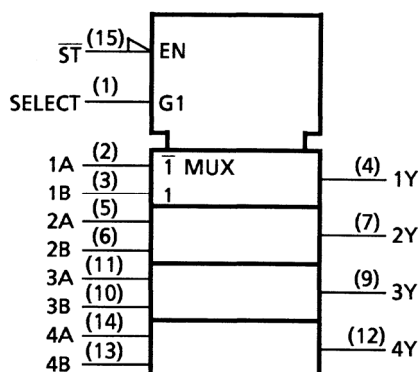 S̅T̅ (15) EN
SELECT (1) G1
1A (2) 1̅ MUX (4) 1Y
1B (3) 1
2A (5) (7) 2Y
2B (6)
3A (11) (9) 3Y
3B (10)
4A (14) (12) 4Y
4B (13)